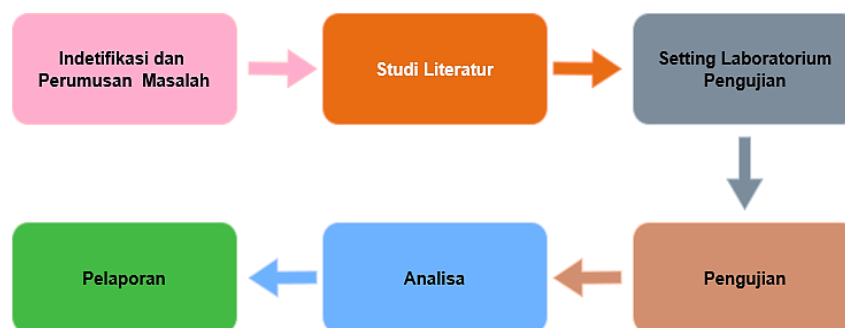 Indetifikasi dan
Perumusan Masalah
Studi Literatur
Setting Laboratorium
Pengujian
Pengujian
Analisa
Pelaporan